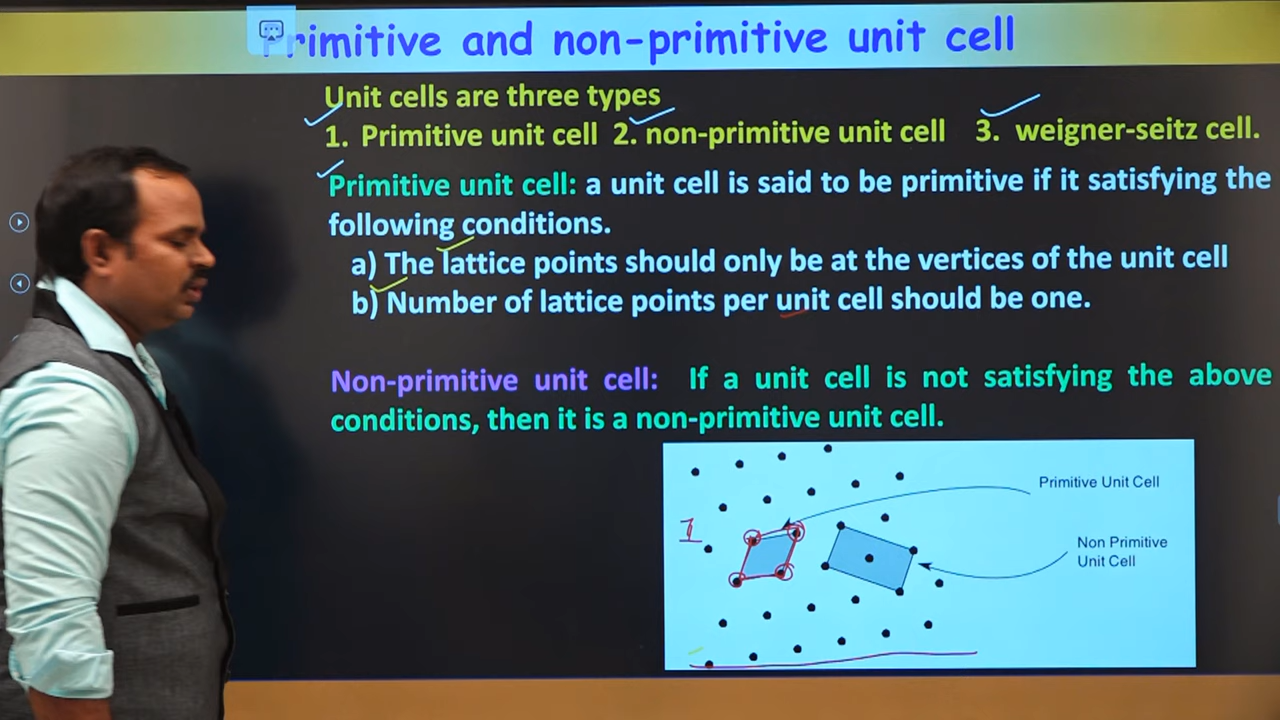 Primitive and non-primitive unit cell
Unit cells are three types
1. Primitive unit cell 2. non-primitive unit cell 3. weigner-seitz cell.
Primitive unit cell: a unit cell is said to be primitive if it satisfying the
following conditions.
a) The lattice points should only be at the vertices of the unit cell
b) Number of lattice points per unit cell should be one.
Non-primitive unit cell: If a unit cell is not satisfying the above
conditions, then it is a non-primitive unit cell.
Primitive Unit Cell
1
Non Primitive
Unit Cell